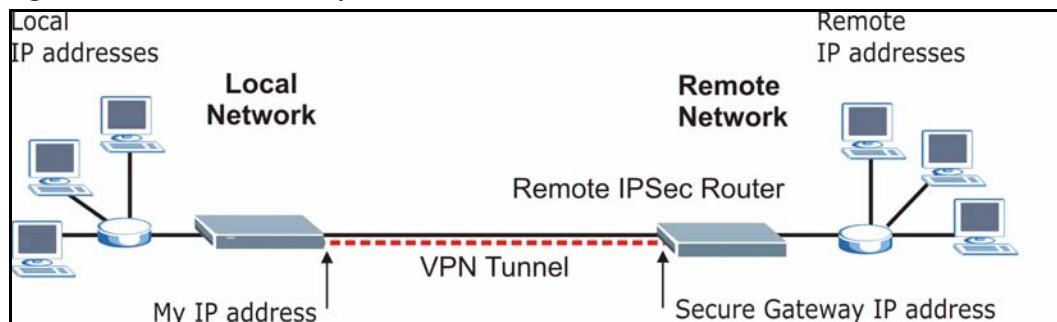 Local
IP addresses
Remote
IP addresses
Local
Network
Remote
Network
Remote IPSec Router
VPN Tunnel
My IP address
Secure Gateway IP address